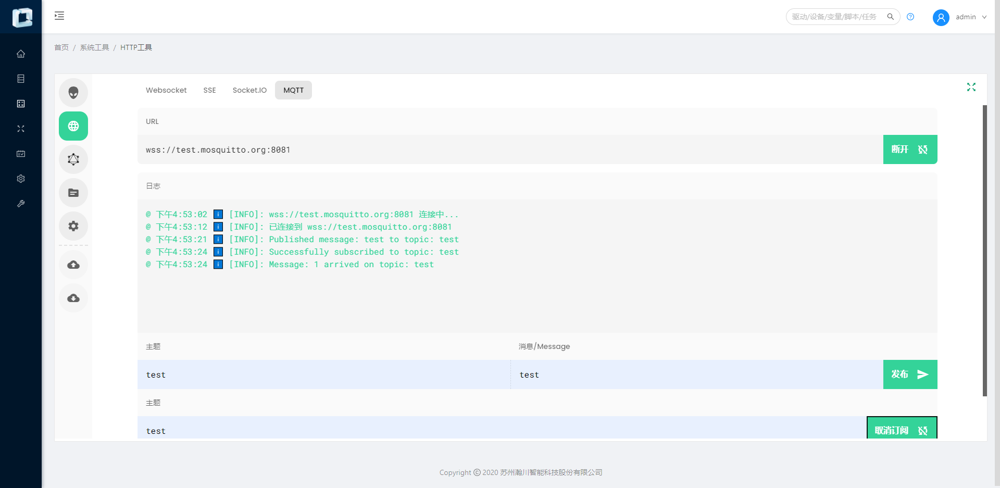 驱动/设备/变量/脚本/任务
admin
首页 / 系统工具 / HTTP工具
Websocket SSE Socket.IO MQTT
URL
wss://test.mosquitto.org:8081
断开
日志
@ 下午4:53:02 ℹ [INFO]: wss://test.mosquitto.org:8081 连接中...
@ 下午4:53:12 ℹ [INFO]: 已连接到 wss://test.mosquitto.org:8081
@ 下午4:53:21 ℹ [INFO]: Published message: test to topic: test
@ 下午4:53:24 ℹ [INFO]: Successfully subscribed to topic: test
@ 下午4:53:24 ℹ [INFO]: Message: 1 arrived on topic: test
主题 消息/Message
test test 发布
主题
test 取消订阅
Copyright © 2020 苏州瀚川智能科技股份有限公司